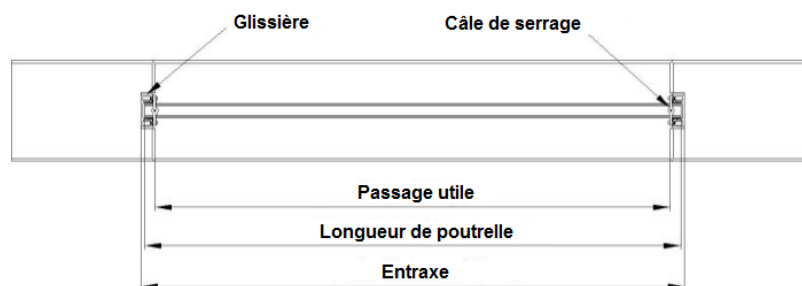 Glissière
Câle de serrage
Passage utile
Longueur de poutrelle
Entraxe